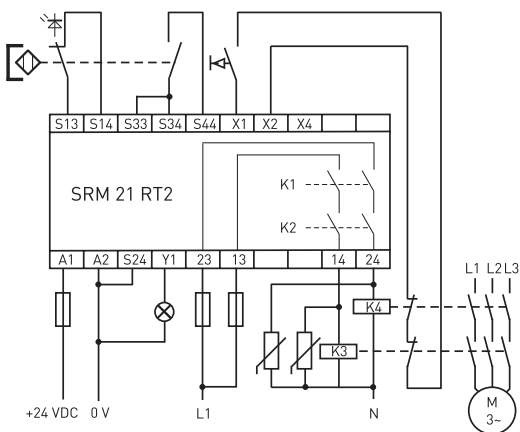 S13 S14 S33 S34 S44 X1 X2 X4
K1
SRM 21 RT2
K2
A1 A2 S24 Y1 23 13 14 24
L1 L2 L3
K4
K3
+24 VDC 0 V L1 N
M
3~